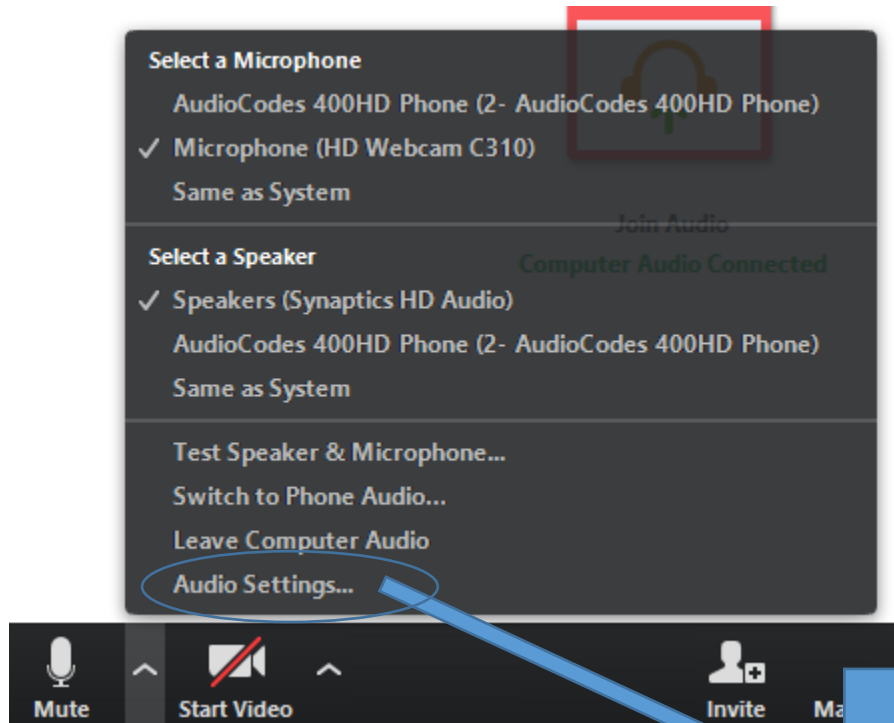 Select a Microphone
AudioCodes 400HD Phone (2- AudioCodes 400HD Phone)
Microphone (HD Webcam C310)
Same as System
Join Audio
Select a Speaker
Computer Audio Connected
Speakers (Synaptics HD Audio)
AudioCodes 400HD Phone (2- AudioCodes 400HD Phone)
Same as System
Test Speaker & Microphone...
Switch to Phone Audio...
Leave Computer Audio
Audio Settings...
Mute Start Video Invite